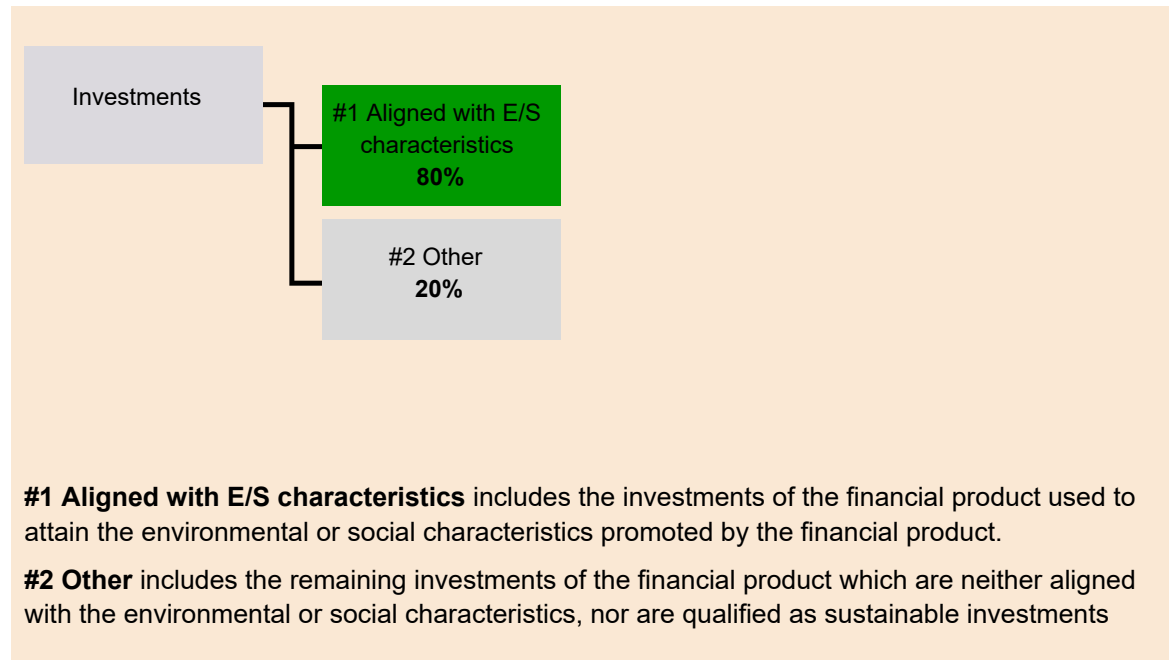 Investments
#1 Aligned with E/S
characteristics
80%
#2 Other
20%
#1 Aligned with E/S characteristics includes the investments of the financial product used to
attain the environmental or social characteristics promoted by the financial product.
#2 Other includes the remaining investments of the financial product which are neither aligned
with the environmental or social characteristics, nor are qualified as sustainable investments